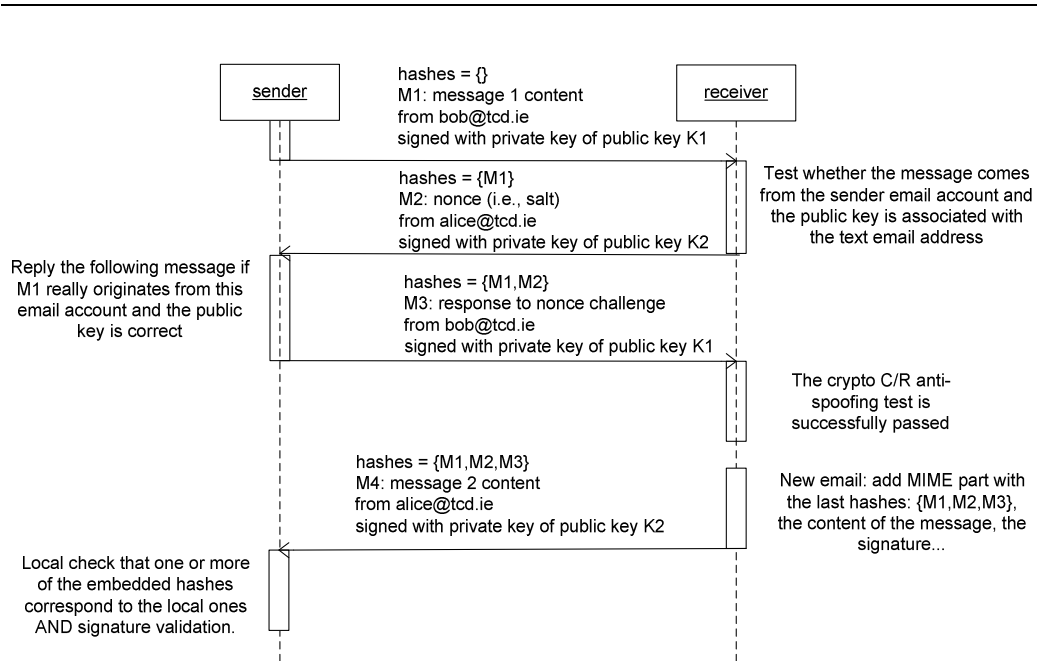 sender
hashes = {}
M1: message 1 content
from bob@tcd.ie
signed with private key of public key K1
receiver
Test whether the message comes
from the sender email account and
the public key is associated with
the text email address
hashes = {M1}
M2: nonce (i.e., salt)
from alice@tcd.ie
signed with private key of public key K2
Reply the following message if
M1 really originates from this
email account and the public
key is correct
hashes = {M1,M2}
M3: response to nonce challenge
from bob@tcd.ie
signed with private key of public key K1
The crypto C/R anti-
spoofing test is
successfully passed
hashes = {M1,M2,M3}
M4: message 2 content
from alice@tcd.ie
signed with private key of public key K2
New email: add MIME part with
the last hashes: {M1,M2,M3},
the content of the message, the
signature...
Local check that one or more
of the embedded hashes
correspond to the local ones
AND signature validation.